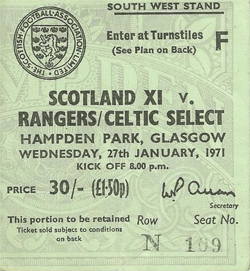 SOUTH WEST STAND
THE SCOTTISH FOOTBALL ASSOCIATION LIMITED
Enter at Turnstiles
(See Plan on Back)
F
SCOTLAND XI v.
RANGERS/CELTIC SELECT
HAMPDEN PARK, GLASGOW
WEDNESDAY, 27th JANUARY, 1971
KICK OFF 8.00 p.m.
PRICE 30/- (£1·50p)
Secretary
This portion to be retained
Ticket sold subject to conditions on back
Row Seat No.
N 109